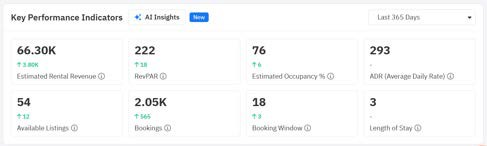 Key Performance Indicators
AI Insights
New
Last 365 Days
66.30K
↑ 3.80K
Estimated Rental Revenue
222
↑ 18
RevPAR
76
↑ 6
Estimated Occupancy %
293
-
ADR (Average Daily Rate)
54
↑ 12
Available Listings
2.05K
↑ 565
Bookings
18
↑ 3
Booking Window
3
-
Length of Stay